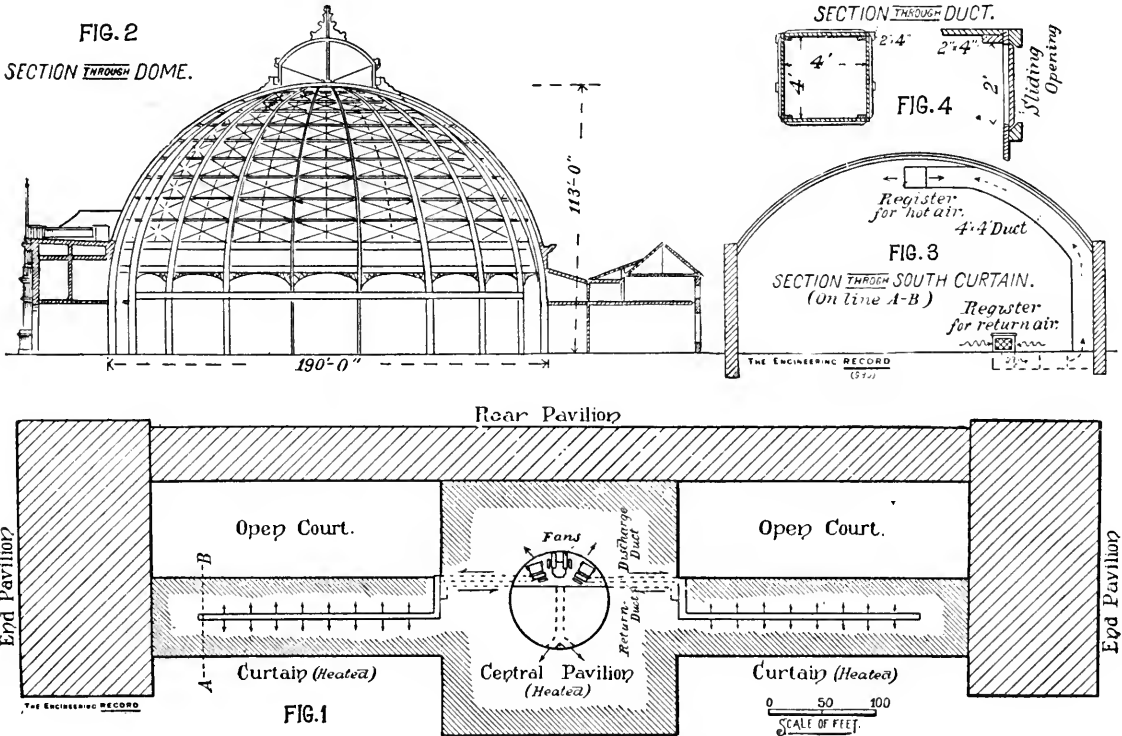 FIG. 2
SECTION THROUGH DOME.
113'-0"
190'-0"
SECTION THROUGH DUCT.
2"x4"
4'
4'
FIG. 4
2"x4"
2'
Sliding
Opening
Register
for hot air.
4'x4' Duct
FIG. 3
SECTION THROUGH SOUTH CURTAIN.
(On line A-B)
Register
for return air.
THE ENGINEERING RECORD
Rear Pavilion
End Pavilion
Open Court.
Fans
Discharge
Duct
Return-
Duct
Open Court.
End Pavilion
B
A
Curtain (Heated)
Central Pavilion
(Heated)
Curtain (Heated)
THE ENGINEERING RECORD
FIG. 1
0 50 100
SCALE OF FEET.